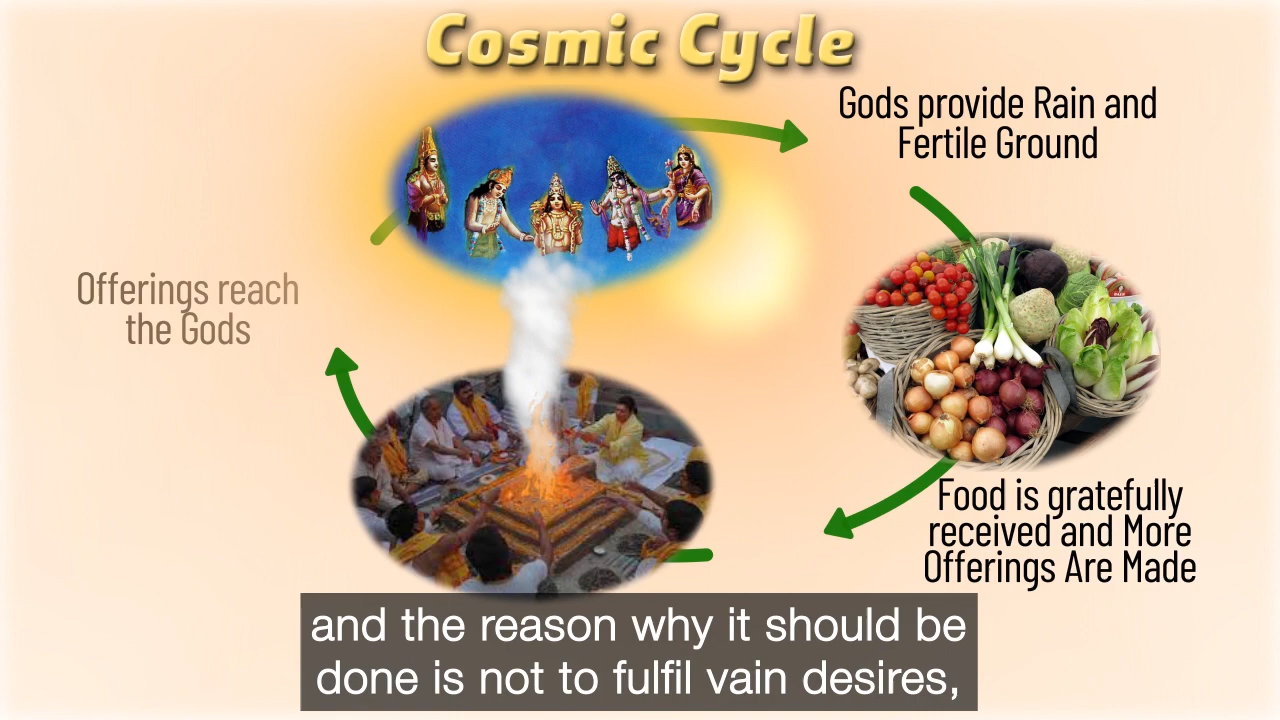 Cosmic Cycle
Gods provide Rain and
Fertile Ground
Offerings reach
the Gods
Food is gratefully
received and More
Offerings Are Made
and the reason why it should be
done is not to fulfil vain desires,